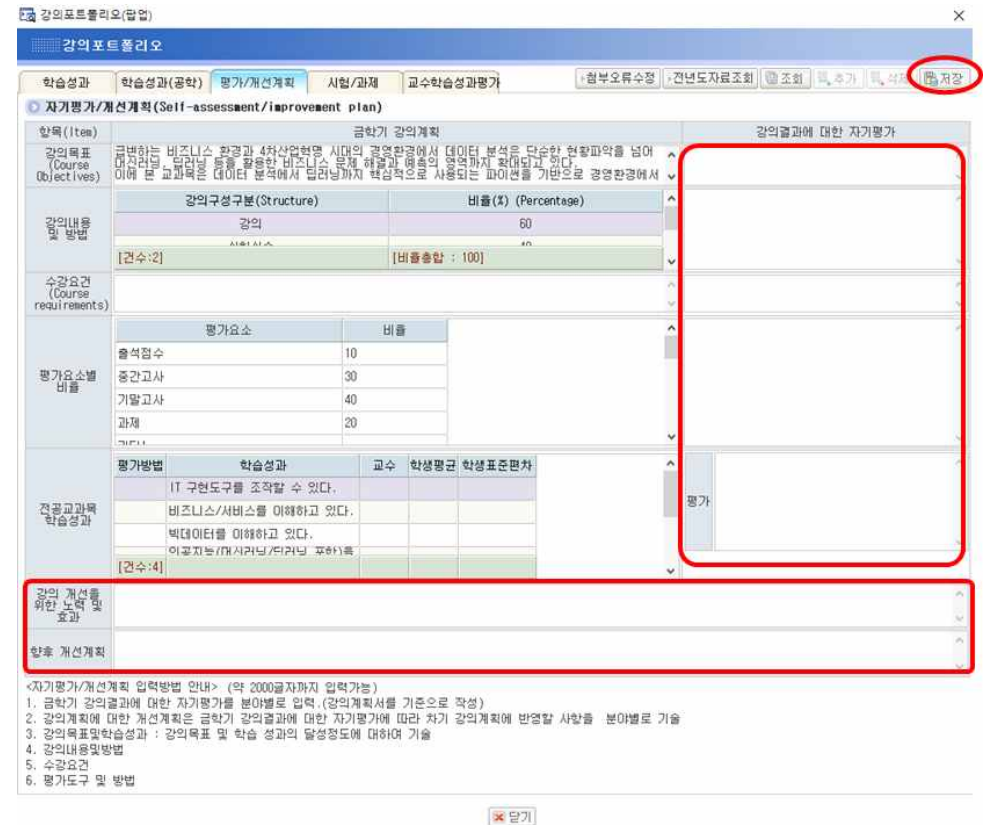 강의포트폴리오(팝업)
강의포트폴리오
학습성과 학습성과(공학) 평가/개선계획 시험/과제 교수학습성과평가
첨부오류수정 전년도자료조회 조회 추가 삭제 저장
자기평가/개선계획(Self-assessment/improvement plan)
항목(Item) 금학기 강의계획 강의결과에 대한 자기평가
강의목표
(Course
Objectives)
급변하는 비즈니스 환경과 4차산업혁명 시대의 경영환경에서 데이터 분석은 단순한 현황파악을 넘어
머신러닝, 딥러닝 등을 활용한 비즈니스 문제 해결과 예측의 영역까지 확대되고 있다.
이에 본 교과목은 데이터 분석에서 딥러닝까지 핵심적으로 사용되는 파이썬을 기반으로 경영환경에서
강의내용
및 방법
강의구성구분(Structure) 비율(%) (Percentage)
강의 60
실험실습 40
[건수:2] [비율총합 : 100]
수강요건
(Course
requirements)
평가요소별
비율
평가요소 비율
출석점수 10
중간고사 30
기말고사 40
과제 20
전공교과목
학습성과
평가방법 학습성과 교수 학생평균 학생표준편차
IT 구현도구를 조작할 수 있다.
비즈니스/서비스를 이해하고 있다.
빅데이터를 이해하고 있다.
인공지능(머신러닝/딥러닝 포함)을
[건수:4]
평가
강의 개선을
위한 노력 및
효과
향후 개선계획
<자기평가/개선계획 입력방법 안내> (약 2000글자까지 입력가능)
1. 금학기 강의결과에 대한 자기평가를 분야별로 입력.(강의계획서를 기준으로 작성)
2. 강의계획에 대한 개선계획은 금학기 강의결과에 대한 자기평가에 따라 차기 강의계획에 반영할 사항을 분야별로 기술
3. 강의목표및학습성과 : 강의목표 및 학습 성과의 달성정도에 대하여 기술
4. 강의내용및방법
5. 수강요건
6. 평가도구 및 방법
닫기